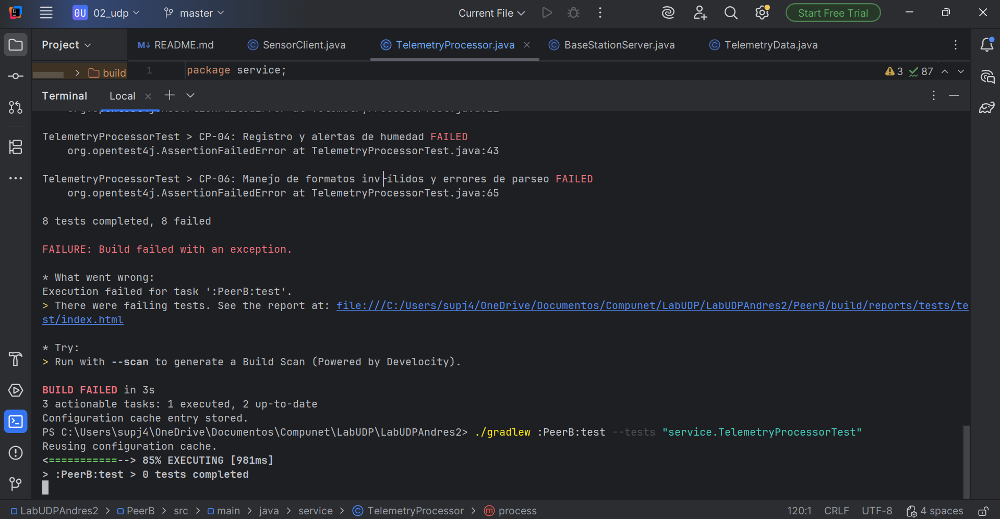 0U 02_udp master Current File Start Free Trial
Project README.md SensorClient.java TelemetryProcessor.java BaseStationServer.java TelemetryData.java
build 1 package service; 3 87
Terminal Local
TelemetryProcessorTest > CP-04: Registro y alertas de humedad FAILED
org.opentest4j.AssertionFailedError at TelemetryProcessorTest.java:43
TelemetryProcessorTest > CP-06: Manejo de formatos inv├ílidos y errores de parseo FAILED
org.opentest4j.AssertionFailedError at TelemetryProcessorTest.java:65
8 tests completed, 8 failed
FAILURE: Build failed with an exception.
* What went wrong:
Execution failed for task ':PeerB:test'.
> There were failing tests. See the report at: file:///C:/Users/supj4/OneDrive/Documentos/Compunet/LabUDP/LabUDPAndres2/PeerB/build/reports/tests/te
st/index.html
* Try:
> Run with --scan to generate a Build Scan (Powered by Develocity).
BUILD FAILED in 3s
3 actionable tasks: 1 executed, 2 up-to-date
Configuration cache entry stored.
PS C:\Users\supj4\OneDrive\Documentos\Compunet\LabUDP\LabUDPAndres2> ./gradlew :PeerB:test --tests "service.TelemetryProcessorTest"
Reusing configuration cache.
<===========--> 85% EXECUTING [981ms]
> :PeerB:test > 0 tests completed
LabUDPAndres2 > PeerB > src > main > java > service > TelemetryProcessor > process 120:1 CRLF UTF-8 4 spaces